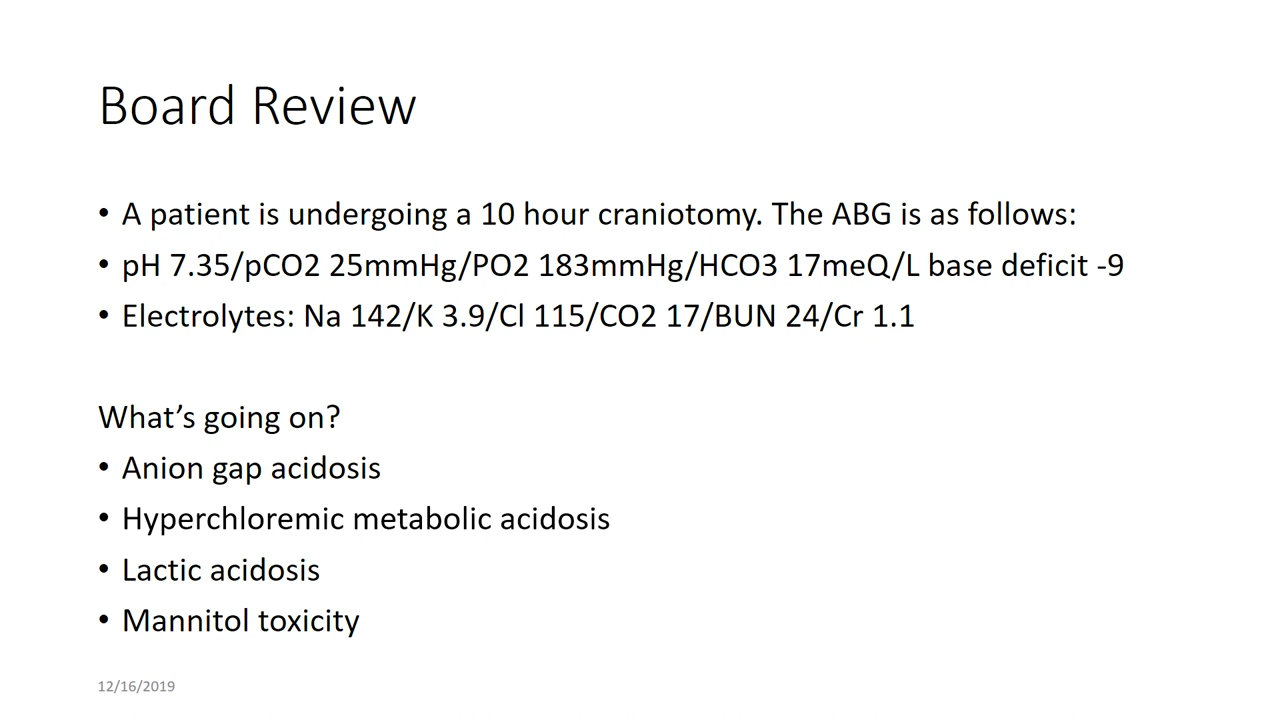 Board Review
• A patient is undergoing a 10 hour craniotomy. The ABG is as follows:
• pH 7.35/pCO2 25mmHg/PO2 183mmHg/HCO3 17meQ/L base deficit -9
• Electrolytes: Na 142/K 3.9/Cl 115/CO2 17/BUN 24/Cr 1.1
What’s going on?
• Anion gap acidosis
• Hyperchloremic metabolic acidosis
• Lactic acidosis
• Mannitol toxicity
12/16/2019